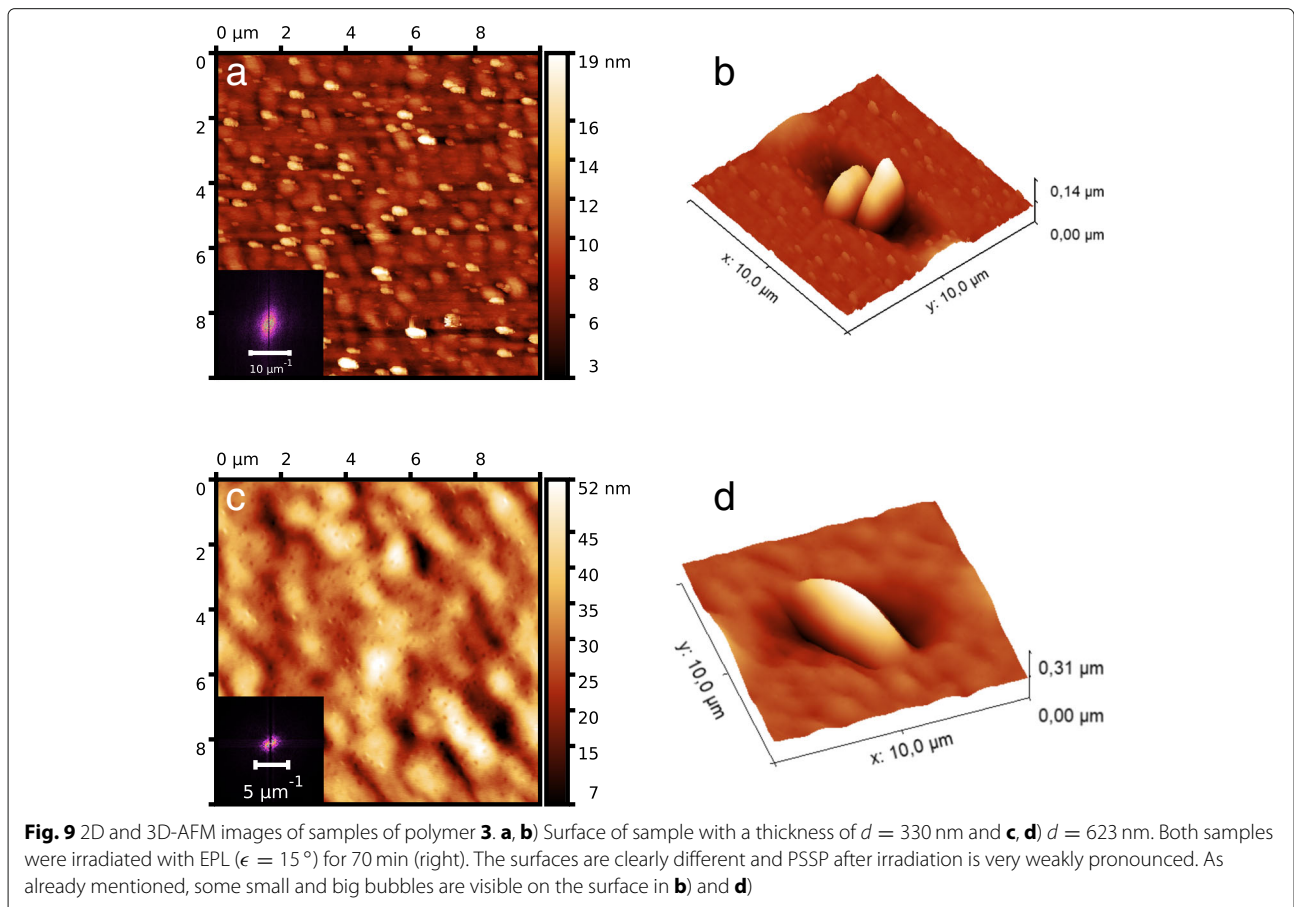 0 μm 2 4 6 8
a
0
2
4
6
8
19 nm
16
14
12
10
8
6
3
10 μm⁻¹
b
0,14 μm
0,00 μm
x: 10,0 μm
y: 10,0 μm
0 μm 2 4 6 8
c
0
2
4
6
8
52 nm
45
40
35
30
25
20
15
7
5 μm⁻¹
d
0,31 μm
0,00 μm
y: 10,0 μm
x: 10,0 μm
Fig. 9 2D and 3D-AFM images of samples of polymer 3. a, b) Surface of sample with a thickness of d = 330 nm and c, d) d = 623 nm. Both samples
were irradiated with EPL (ϵ = 15 °) for 70 min (right). The surfaces are clearly different and PSSP after irradiation is very weakly pronounced. As
already mentioned, some small and big bubbles are visible on the surface in b) and d)